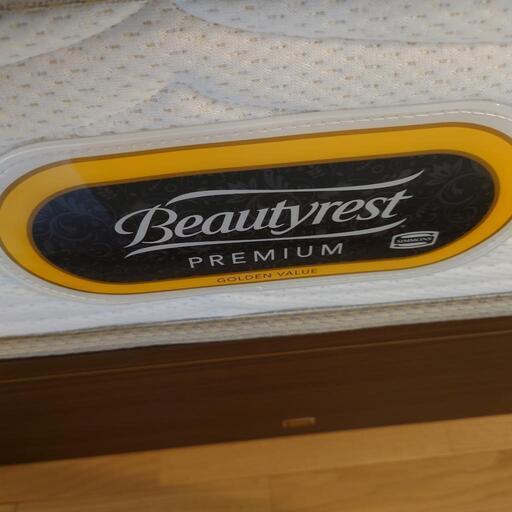 Beautyrest
PREMIUM
SIMMONS
GOLDEN VALUE